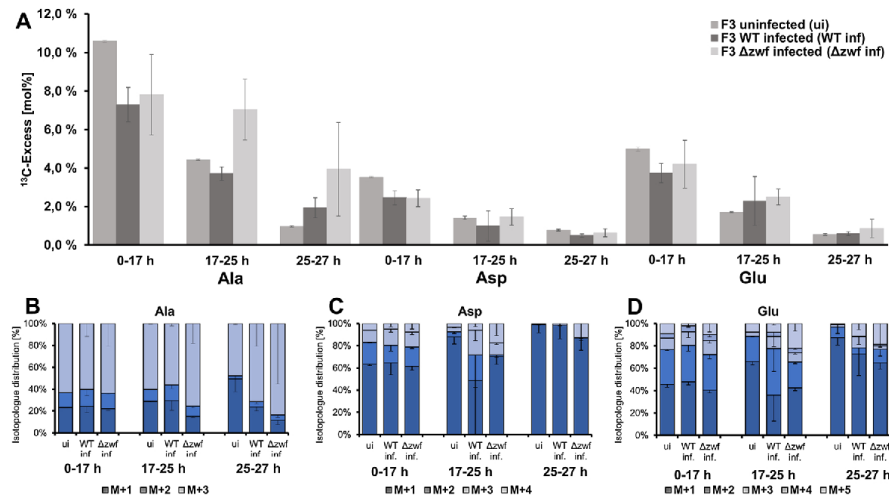 A
F3 uninfected (ui)
F3 WT infected (WT inf)
F3 Δzwf infected (Δzwf inf)
¹³C-Excess [mol%]
12,0 %
10,0 %
8,0 %
6,0 %
4,0 %
2,0 %
0,0 %
0-17 h 17-25 h 25-27 h 0-17 h 17-25 h 25-27 h 0-17 h 17-25 h 25-27 h
Ala Asp Glu
B Ala
Isotopologue distribution [%]
100%
80%
60%
40%
20%
0%
ui WT inf. Δzwf inf. ui WT inf. Δzwf inf. ui WT inf. Δzwf inf.
0-17 h 17-25 h 25-27 h
M+1 M+2 M+3
C Asp
Isotopologue distribution [%]
100%
80%
60%
40%
20%
0%
ui WT inf. Δzwf inf. ui WT inf. Δzwf inf. ui WT inf. Δzwf inf.
0-17 h 17-25 h 25-27 h
M+1 M+2 M+3 M+4
D Glu
Isotopologue distribution [%]
100%
80%
60%
40%
20%
0%
ui WT inf. Δzwf inf. ui WT inf. Δzwf inf. ui WT inf. Δzwf inf.
0-17 h 17-25 h 25-27 h
M+1 M+2 M+3 M+4 M+5